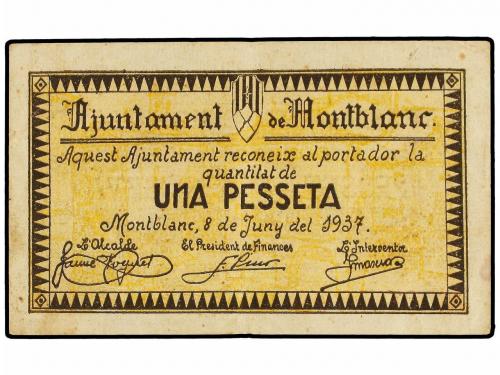 Ajuntament de Montblanc.
Aquest Ajuntament reconeix al portador la
quantitat de
UNA PESSETA
Montblanc, 8 de Juny del 1937.
L'Alcalde El President de Finances L'Interventor